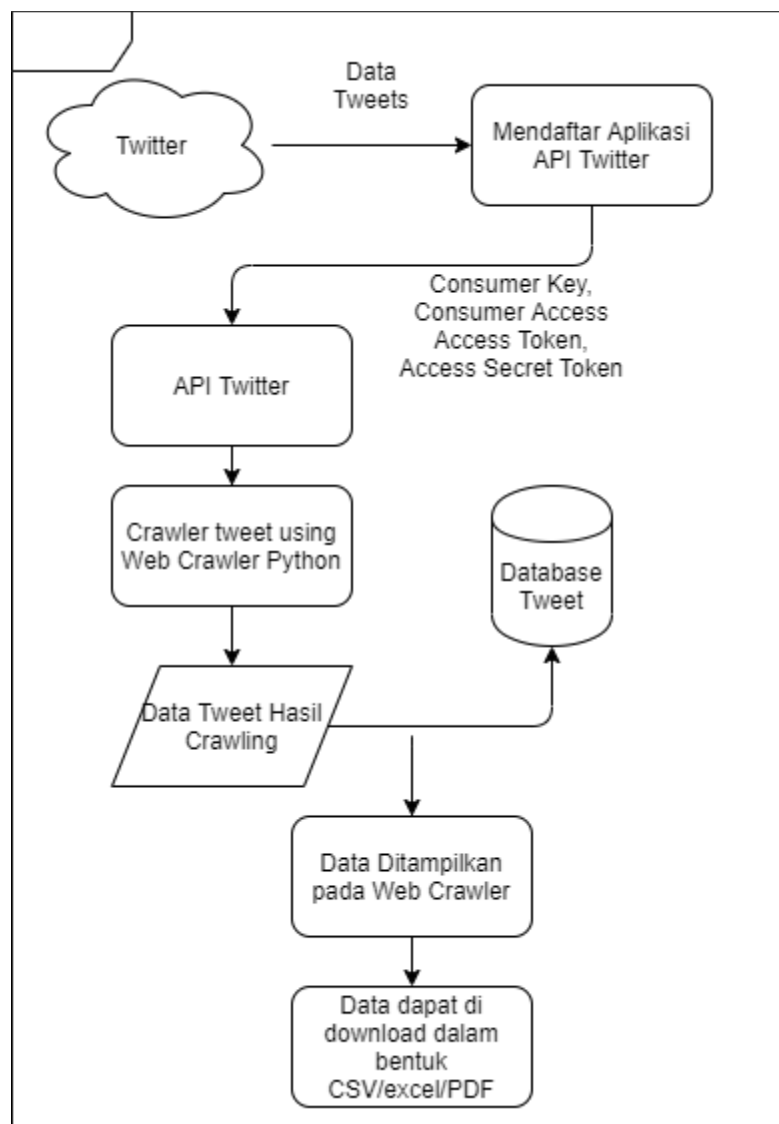 Data
Tweets
Twitter
Mendaftar Aplikasi
API Twitter
Consumer Key,
Consumer Access
Access Token,
Access Secret Token
API Twitter
Crawler tweet using
Web Crawler Python
Database
Tweet
Data Tweet Hasil
Crawling
Data Ditampilkan
pada Web Crawler
Data dapat di
download dalam
bentuk
CSV/excel/PDF